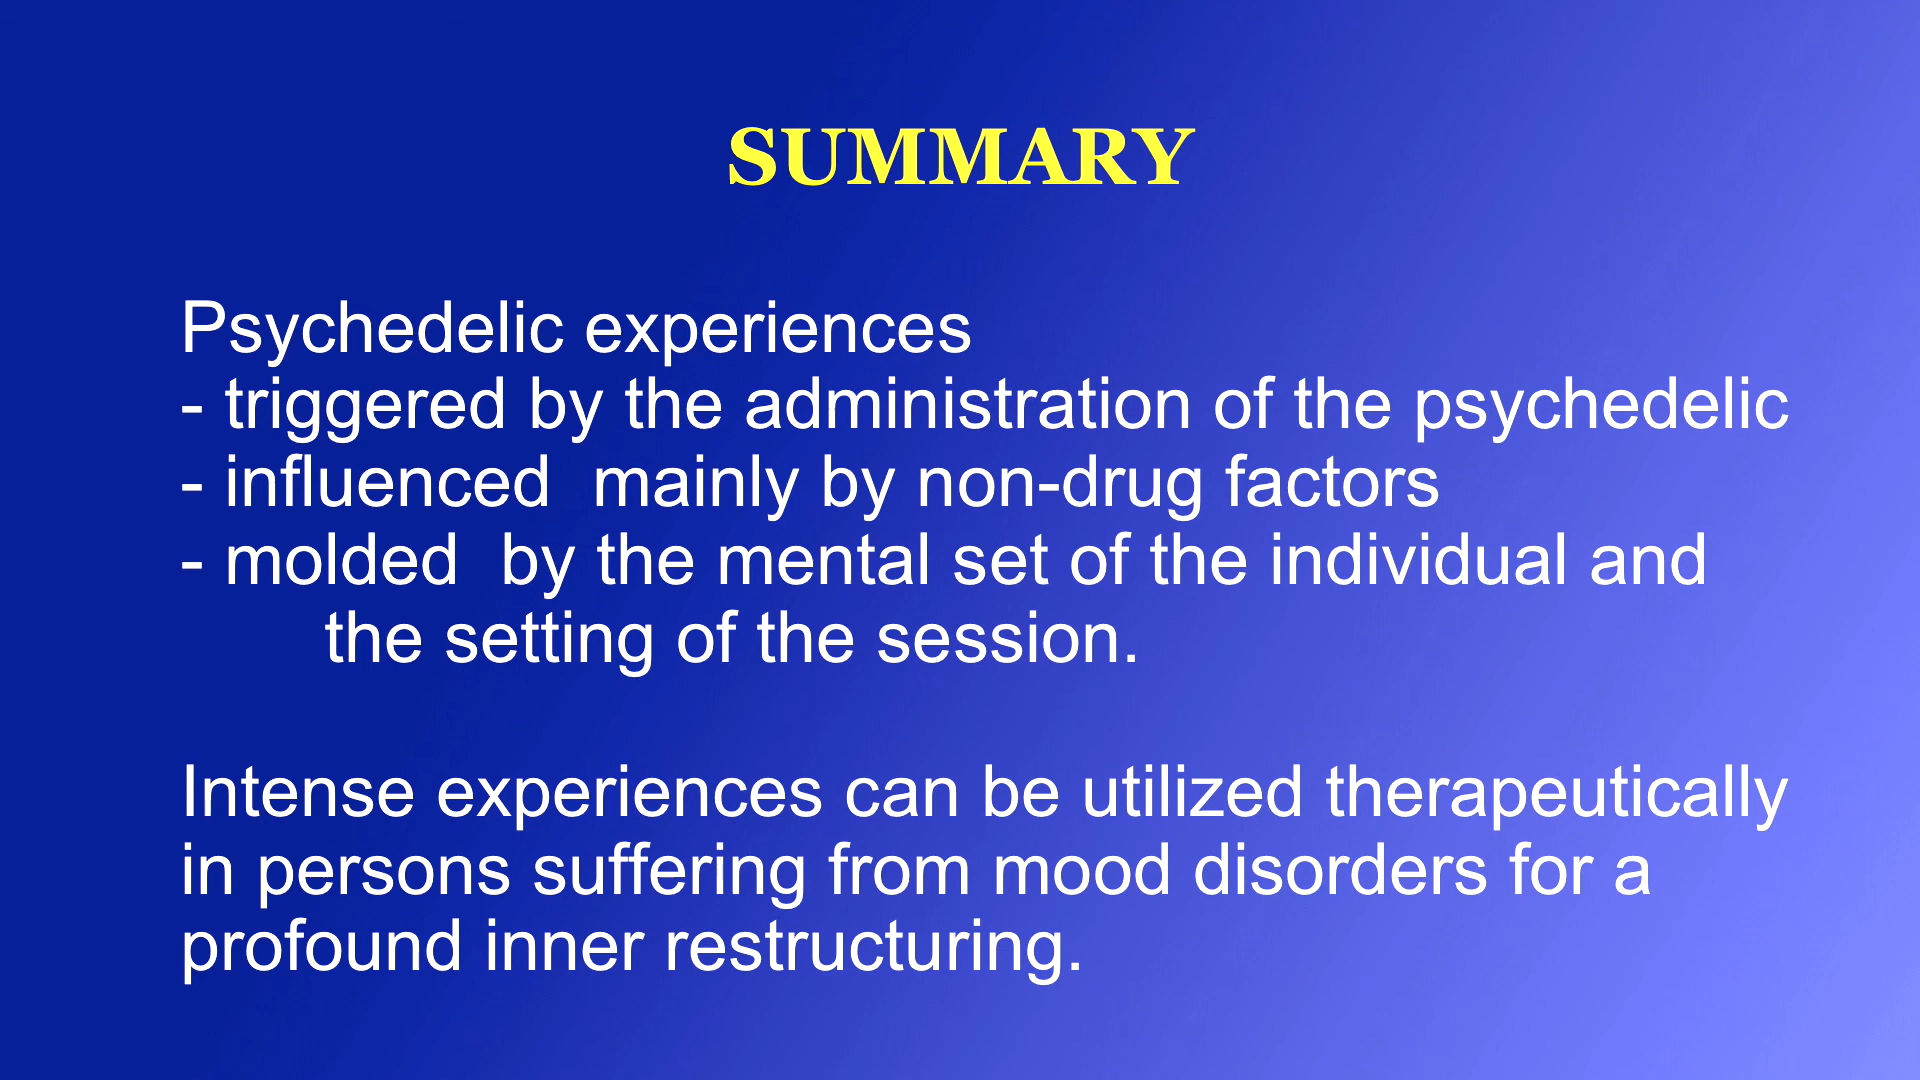 SUMMARY
Psychedelic experiences
- triggered by the administration of the psychedelic
- influenced  mainly by non-drug factors
- molded  by the mental set of the individual and
the setting of the session.
Intense experiences can be utilized therapeutically
in persons suffering from mood disorders for a
profound inner restructuring.